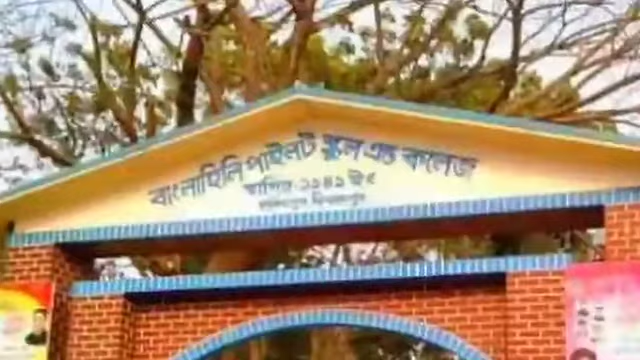 বাংলাহিলি পাইলট স্কুল এন্ড কলেজ
স্থাপিত ১৯৪১ ইং